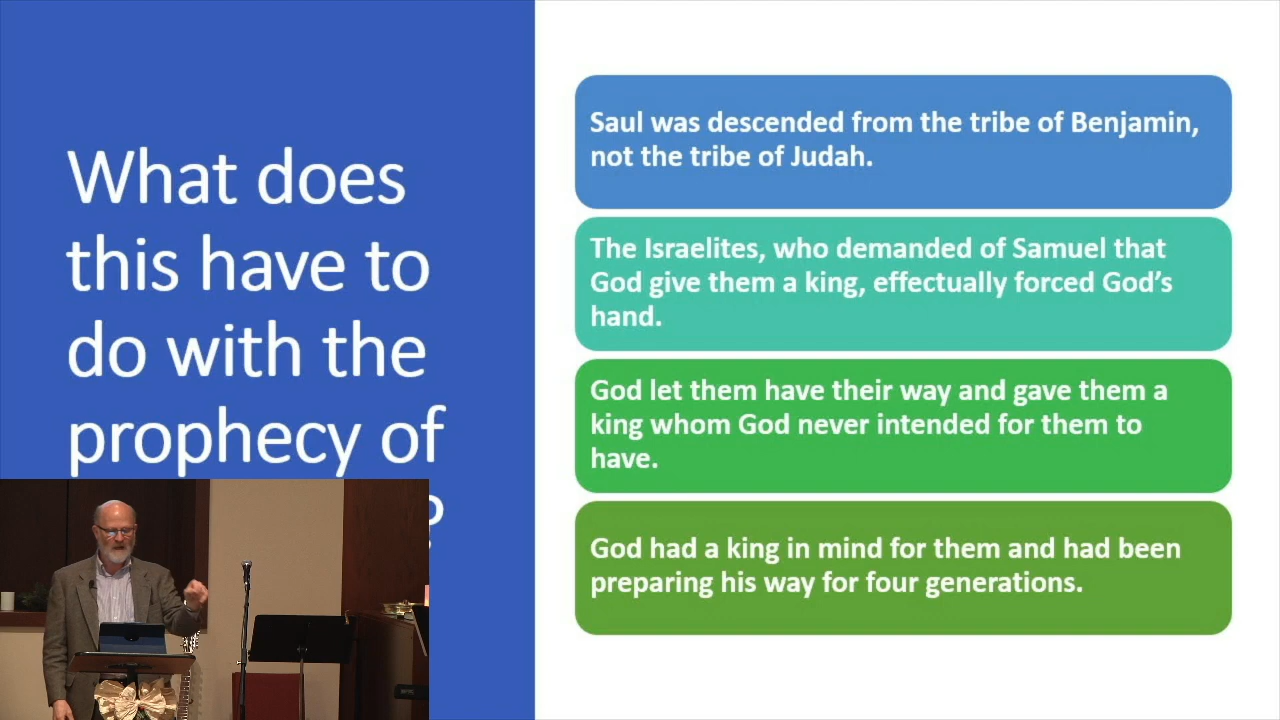 What does
this have to
do with the
prophecy of
?
Saul was descended from the tribe of Benjamin,
not the tribe of Judah.
The Israelites, who demanded of Samuel that
God give them a king, effectually forced God’s
hand.
God let them have their way and gave them a
king whom God never intended for them to
have.
God had a king in mind for them and had been
preparing his way for four generations.